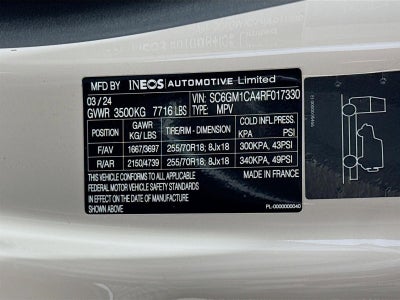 MFD BY INEOS AUTOMOTIVE Limited
03/24 VIN: SC6GM1CA4RF017330
GVWR 3500KG 7716 LBS TYPE: MPV
GAWR KG/LBS TIRE/RIM - DIMENSION COLD INFL.PRESS. KPA PSI
F/AV 1667/3697 255/70R18; 8Jx18 300KPA, 43PSI
R/AR 2150/4739 255/70R18; 8Jx18 340KPA, 49PSI
THIS VEHICLE CONFORMS TO ALL APPLICABLE MADE IN FRANCE
FEDERAL MOTOR VEHICLE SAFETY STANDARDS
IN EFFECT ON THE DATE OF MANUFACTURE
SHOWN ABOVE
PL-0000000040